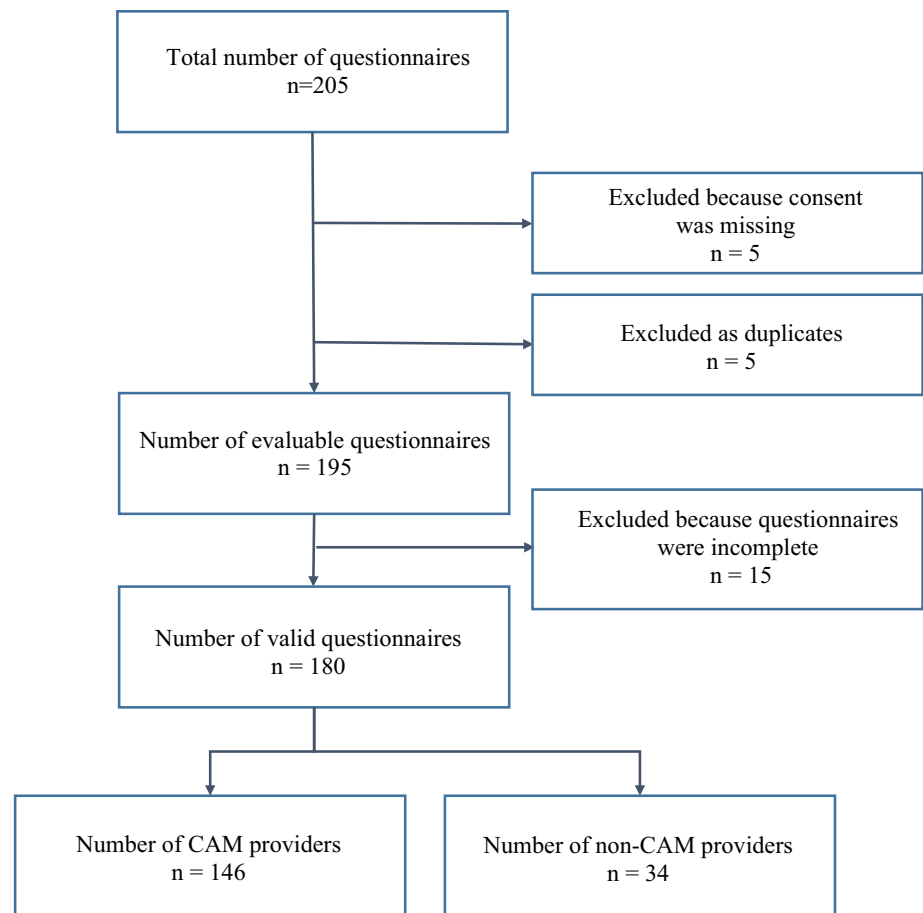 Total number of questionnaires
n=205
Excluded because consent
was missing
n = 5
Excluded as duplicates
n = 5
Number of evaluable questionnaires
n = 195
Excluded because questionnaires
were incomplete
n = 15
Number of valid questionnaires
n = 180
Number of CAM providers
n = 146
Number of non-CAM providers
n = 34